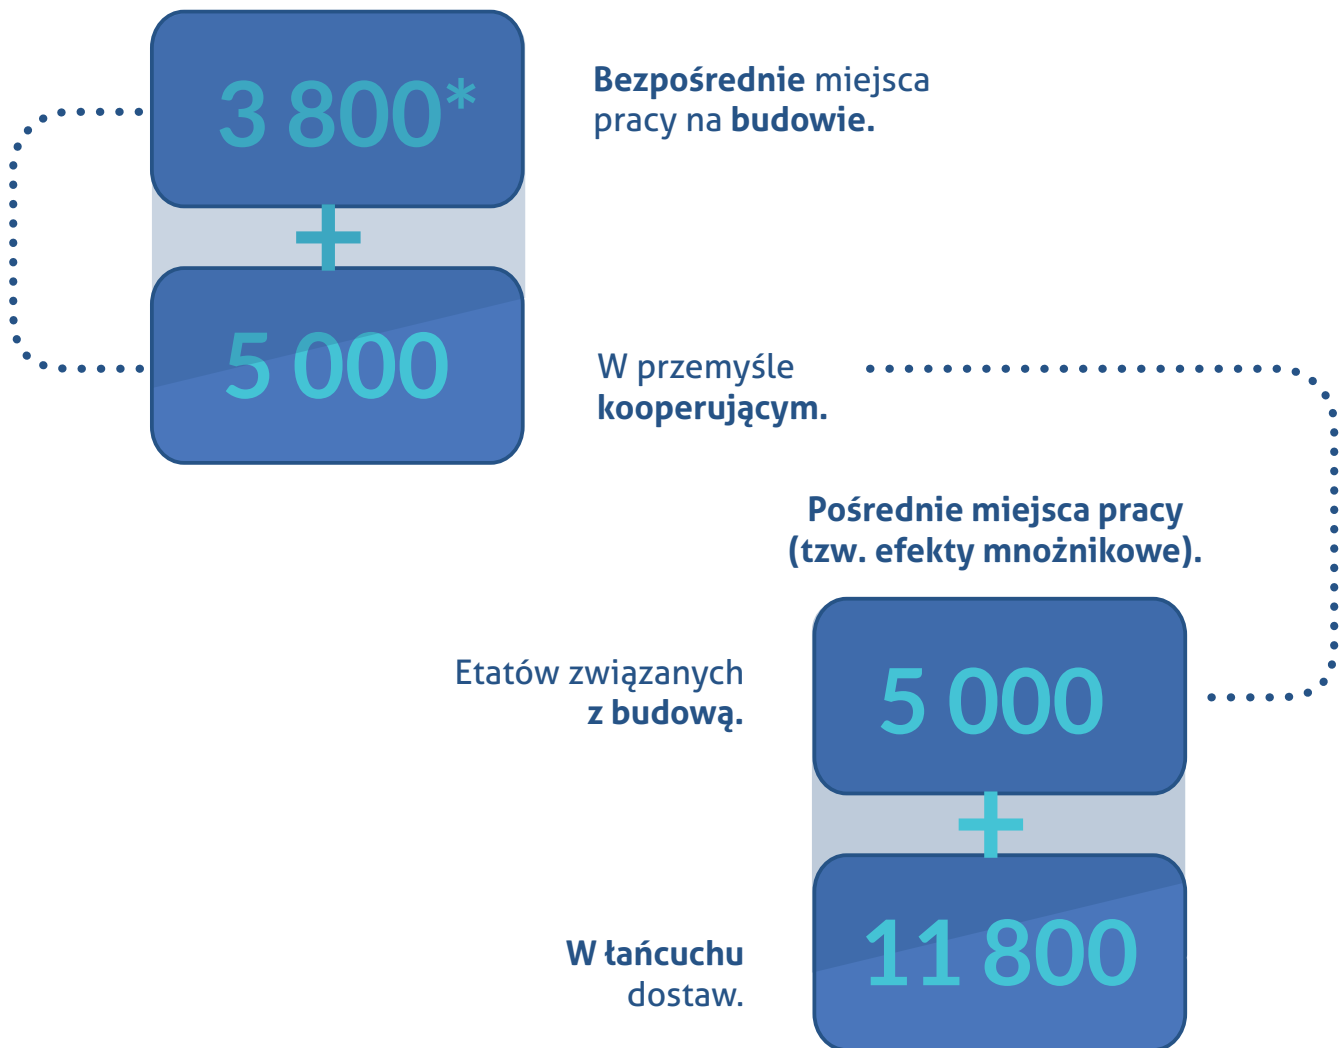 3 800*
Bezpośrednie miejsca
pracy na budowie.
+
5 000
W przemyśle
kooperującym.
Pośrednie miejsca pracy
(tzw. efekty mnożnikowe).
Etatów związanych
z budową.
5 000
+
W łańcuchu
dostaw.
11 800